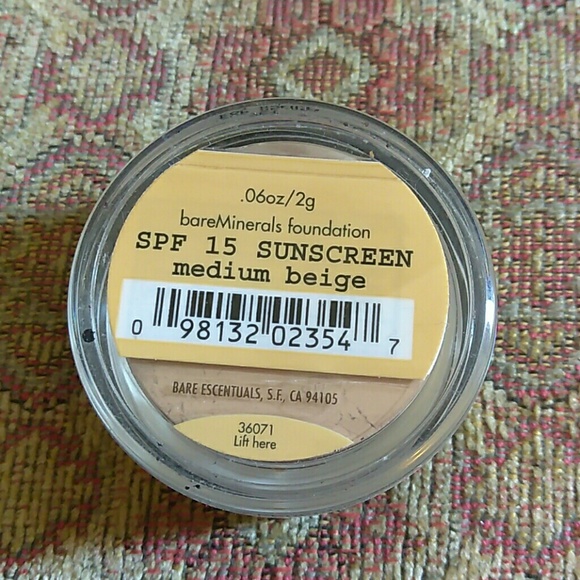 .06oz/2g
bareMinerals foundation
SPF 15 SUNSCREEN
medium beige
0 98132 02354 7
BARE ESCENTUALS, S.F., CA 94105
36071
Lift here